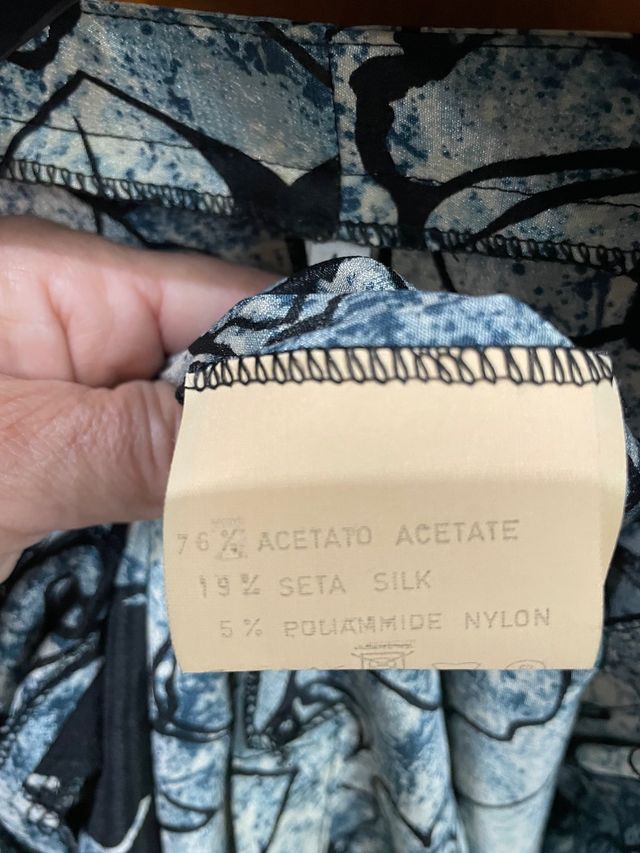 76% ACETATO ACETATE
19% SETA SILK
5% POLIAMMIDE NYLON